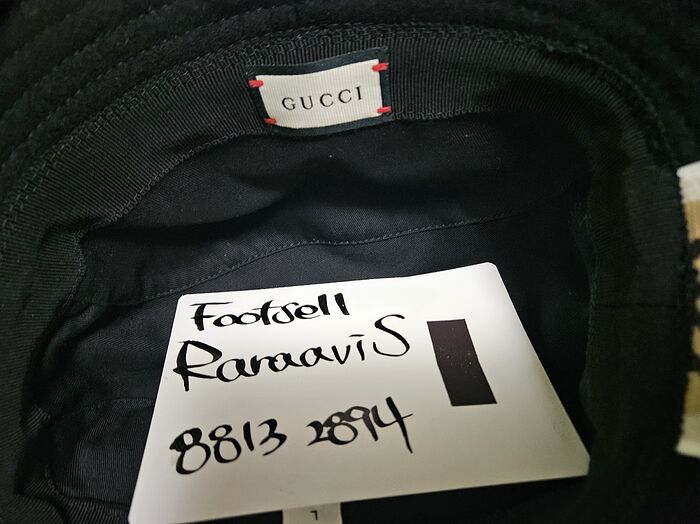 GUCCI
Footsell
RaraaviS
8813 2894
L